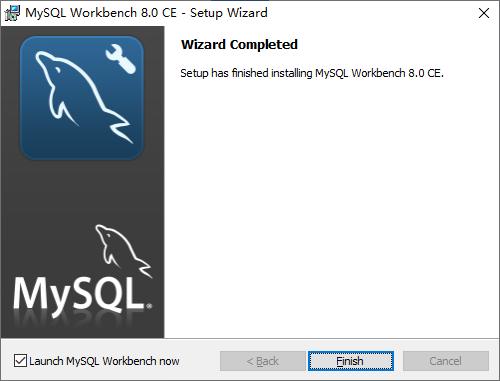 MySQL Workbench 8.0 CE - Setup Wizard
Wizard Completed
Setup has finished installing MySQL Workbench 8.0 CE.
MySQL®
Launch MySQL Workbench now
< Back
Finish
Cancel